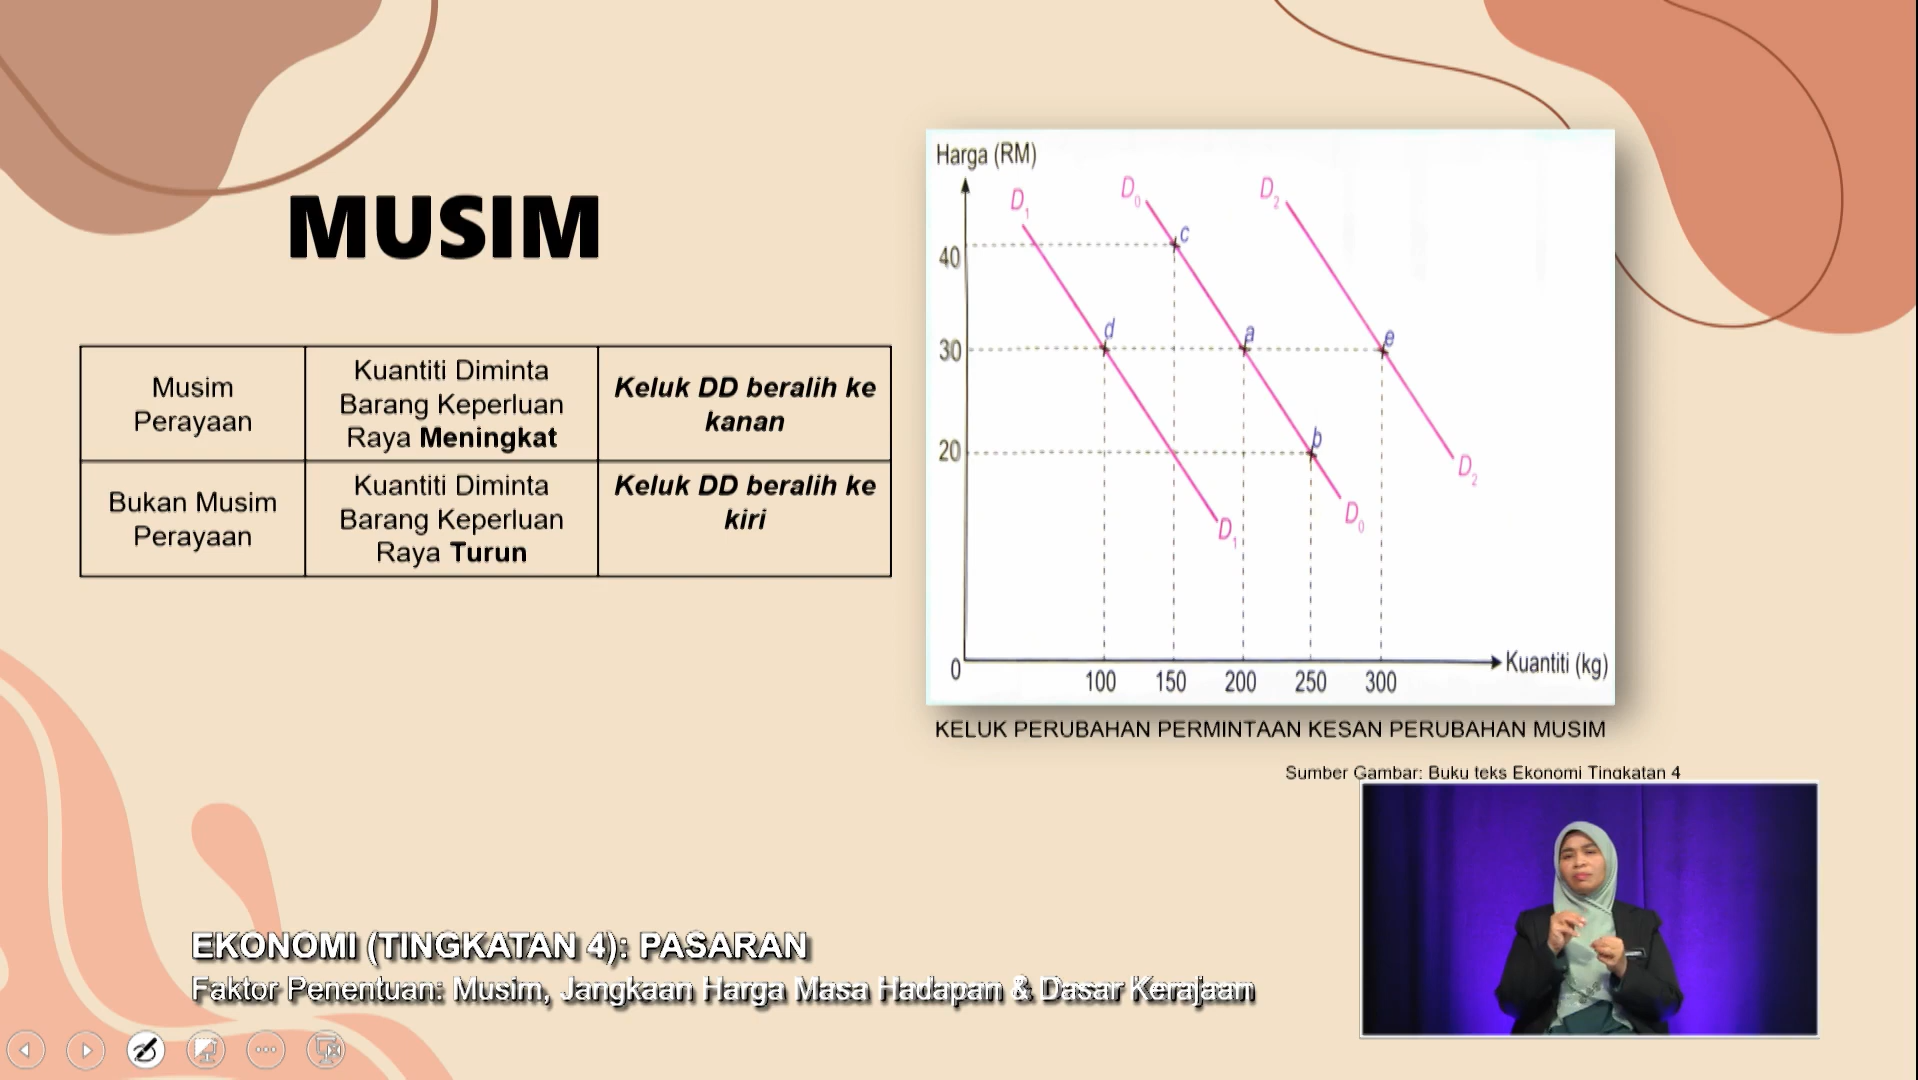 MUSIM
Musim
Perayaan
Kuantiti Diminta
Barang Keperluan
Raya Meningkat
Keluk DD beralih ke
kanan
Bukan Musim
Perayaan
Kuantiti Diminta
Barang Keperluan
Raya Turun
Keluk DD beralih ke
kiri
Harga (RM)
D₁ D₀ D₂
40 c
30 d a e
20 b
D₂
D₀
D₁
0 100 150 200 250 300 Kuantiti (kg)
KELUK PERUBAHAN PERMINTAAN KESAN PERUBAHAN MUSIM
Sumber Gambar: Buku teks Ekonomi Tingkatan 4
EKONOMI (TINGKATAN 4): PASARAN
Faktor Penentuan: Musim, Jangkaan Harga Masa Hadapan & Dasar Kerajaan